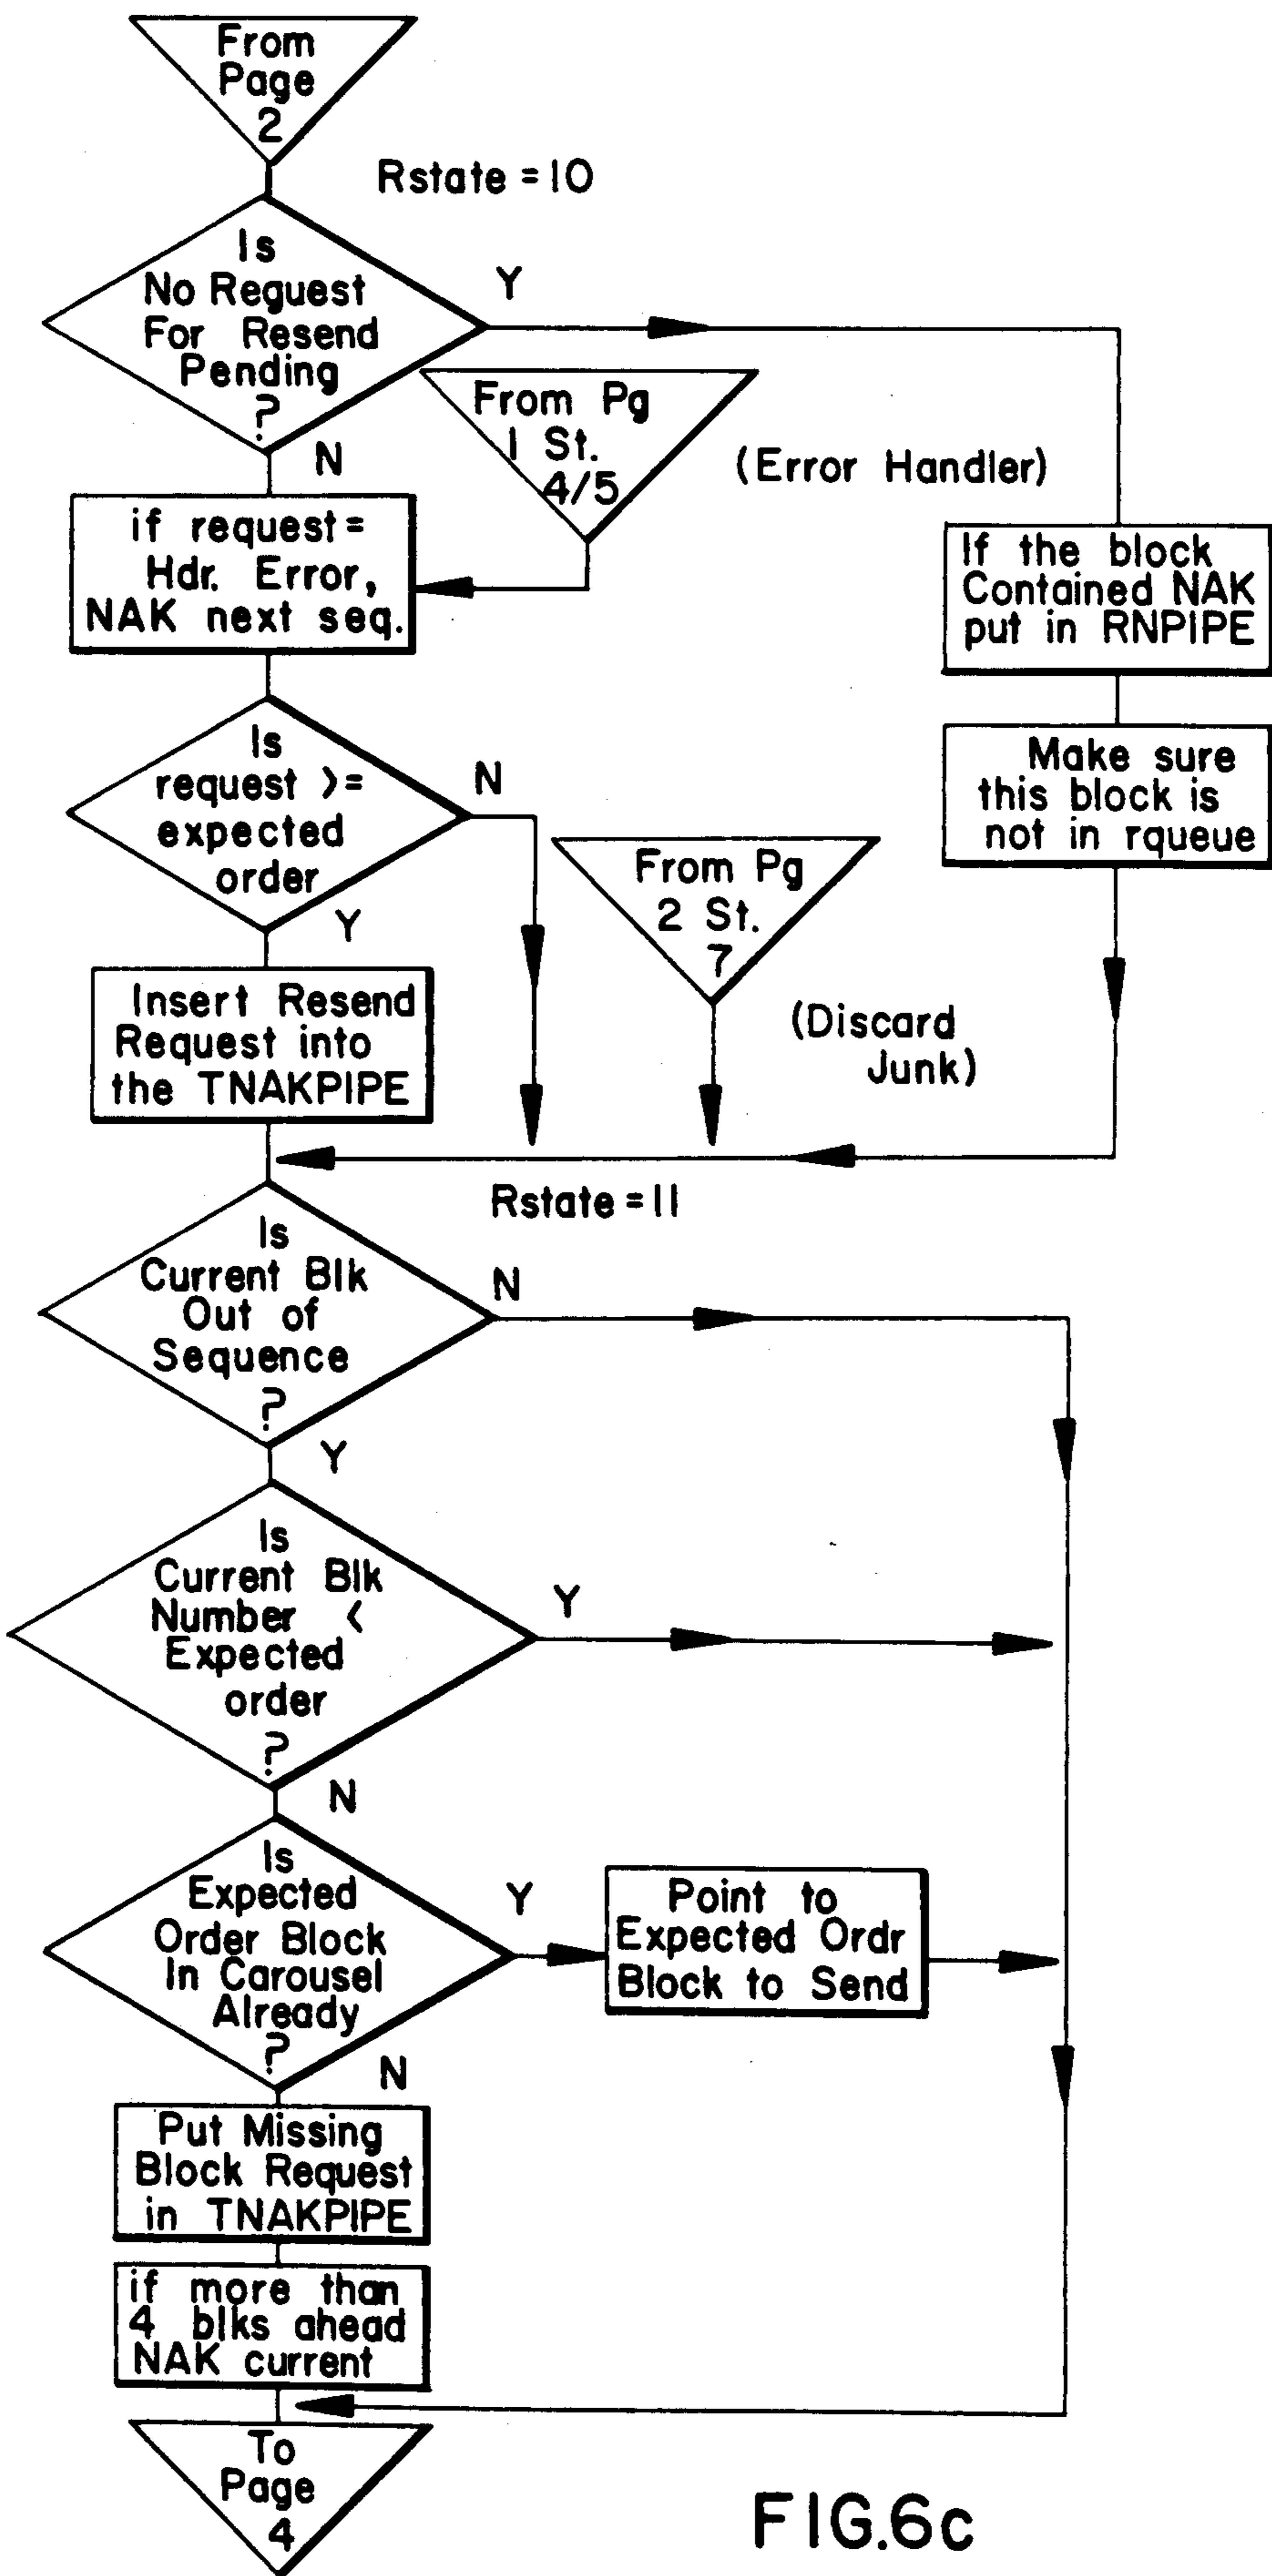 From
Page
2
Rstate = 10
Is
No Reguest
For Resend
Pending
?
Y
N
From Pg
1 St.
4/5
(Error Handler)
if request=
Hdr. Error,
NAK next seq.
If the block
Contained NAK
put in RNPIPE
Make sure
this block is
not in rqueue
Is
request >=
expected
order
N
Y
From Pg
2 St.
7
(Discard
Junk)
Insert Resend
Request into
the TNAKPIPE
Rstate = 11
Is
Current Blk
Out of
Sequence
?
N
Y
Is
Current Blk
Number <
Expected
order
?
Y
N
Is
Expected
Order Block
In Carousel
Already
?
Y
N
Point to
Expected Ordr
Block to Send
Put Missing
Block Request
in TNAKPIPE
if more than
4 blks ahead
NAK current
To
Page
4
FIG.6c